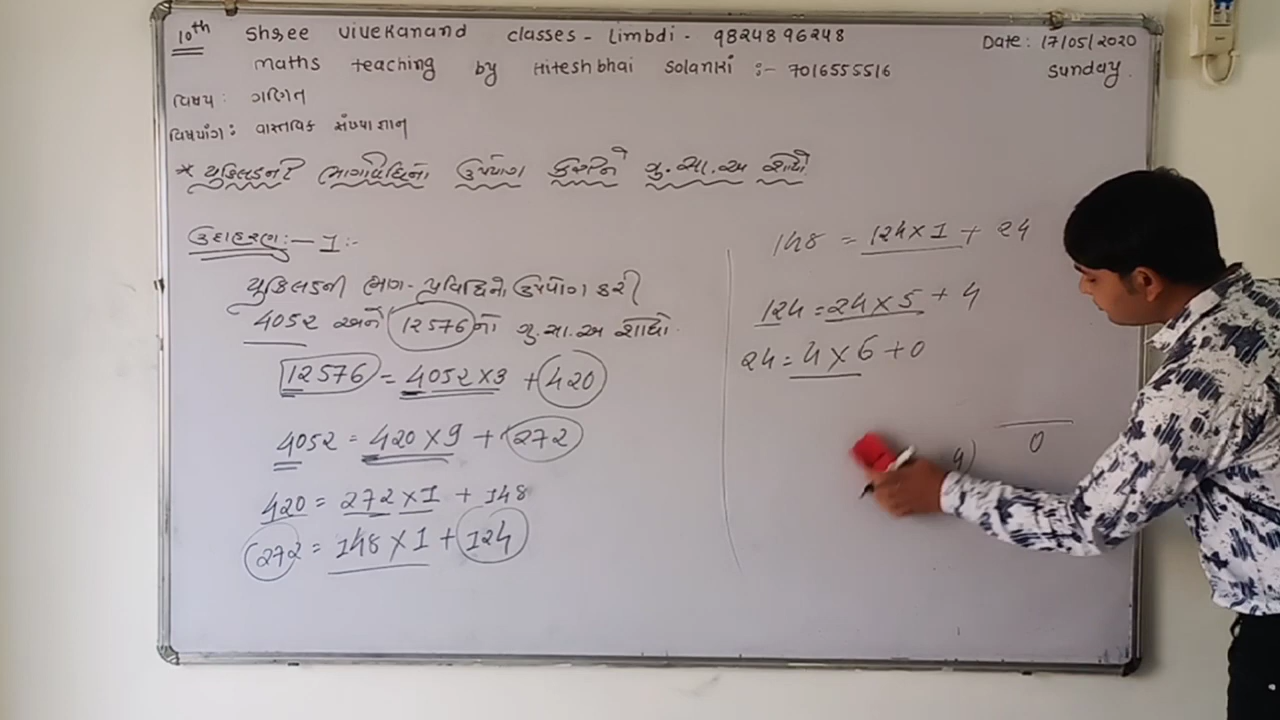 10th Shree Vivekanand classes - Limbdi - 98248 96248
Date: 17/05/2020
maths teaching by Hiteshbhai Solanki :- 7016555516
Sunday.
વિષય: ગણિત
વિષયાંગ: વાસ્તવિક સંખ્યાજ્ઞાન
* યુક્લિડની ભાગવિધિનો ઉપયોગ કરીને ગુ.સા.અ શોધો
ઉદાહરણ:- 1:-
યુક્લિડની ભાગ-પ્રવિધિનો ઉપયોગ કરી
4052 અને 12576નો ગુ.સા.અ શોધો.
12576 = 4052×3 + 420
4052 = 420×9 + 272
420 = 272×1 + 148
272 = 148×1 + 124
148 = 124×1 + 24
124 = 24×5 + 4
24 = 4×6 + 0
4)
0